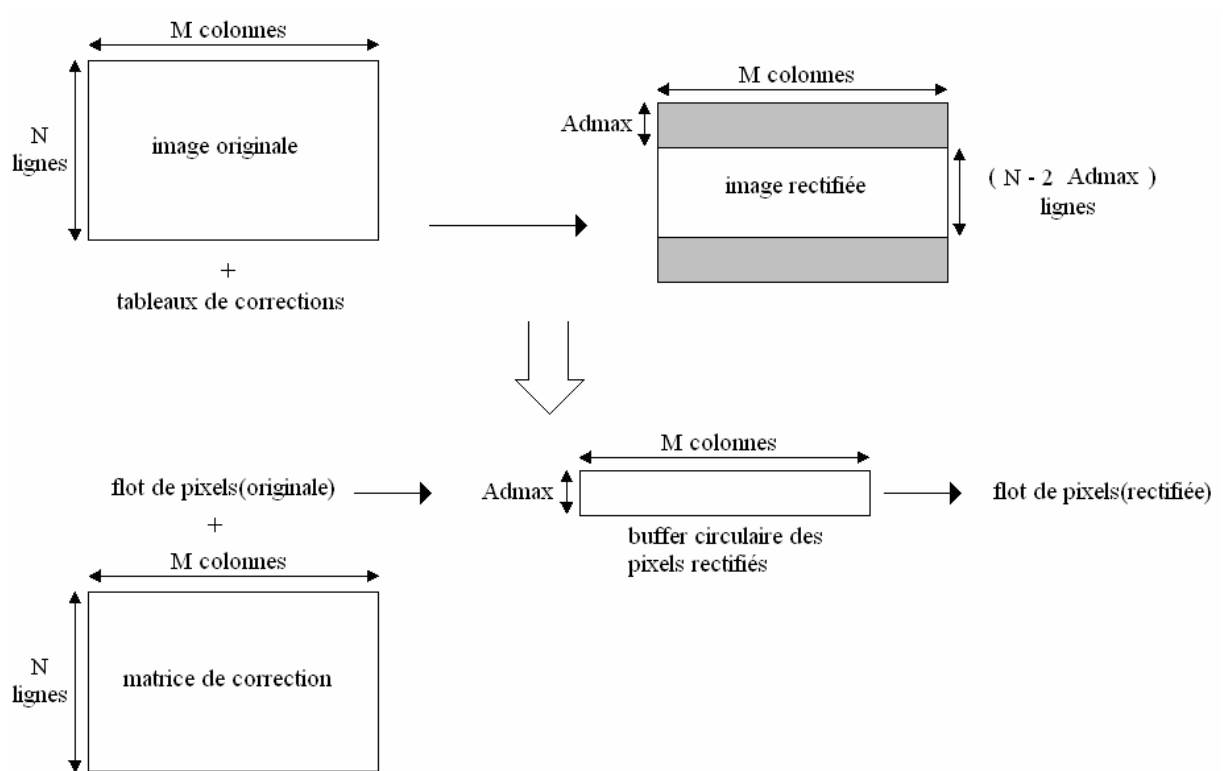 M colonnes
N
lignes
image originale
+
tableaux de corrections
M colonnes
Admax
image rectifiée
( N - 2 Admax )
lignes
flot de pixels(originale)
+
M colonnes
Admax
buffer circulaire des
pixels rectifiés
flot de pixels(rectifiée)
M colonnes
N
lignes
matrice de correction